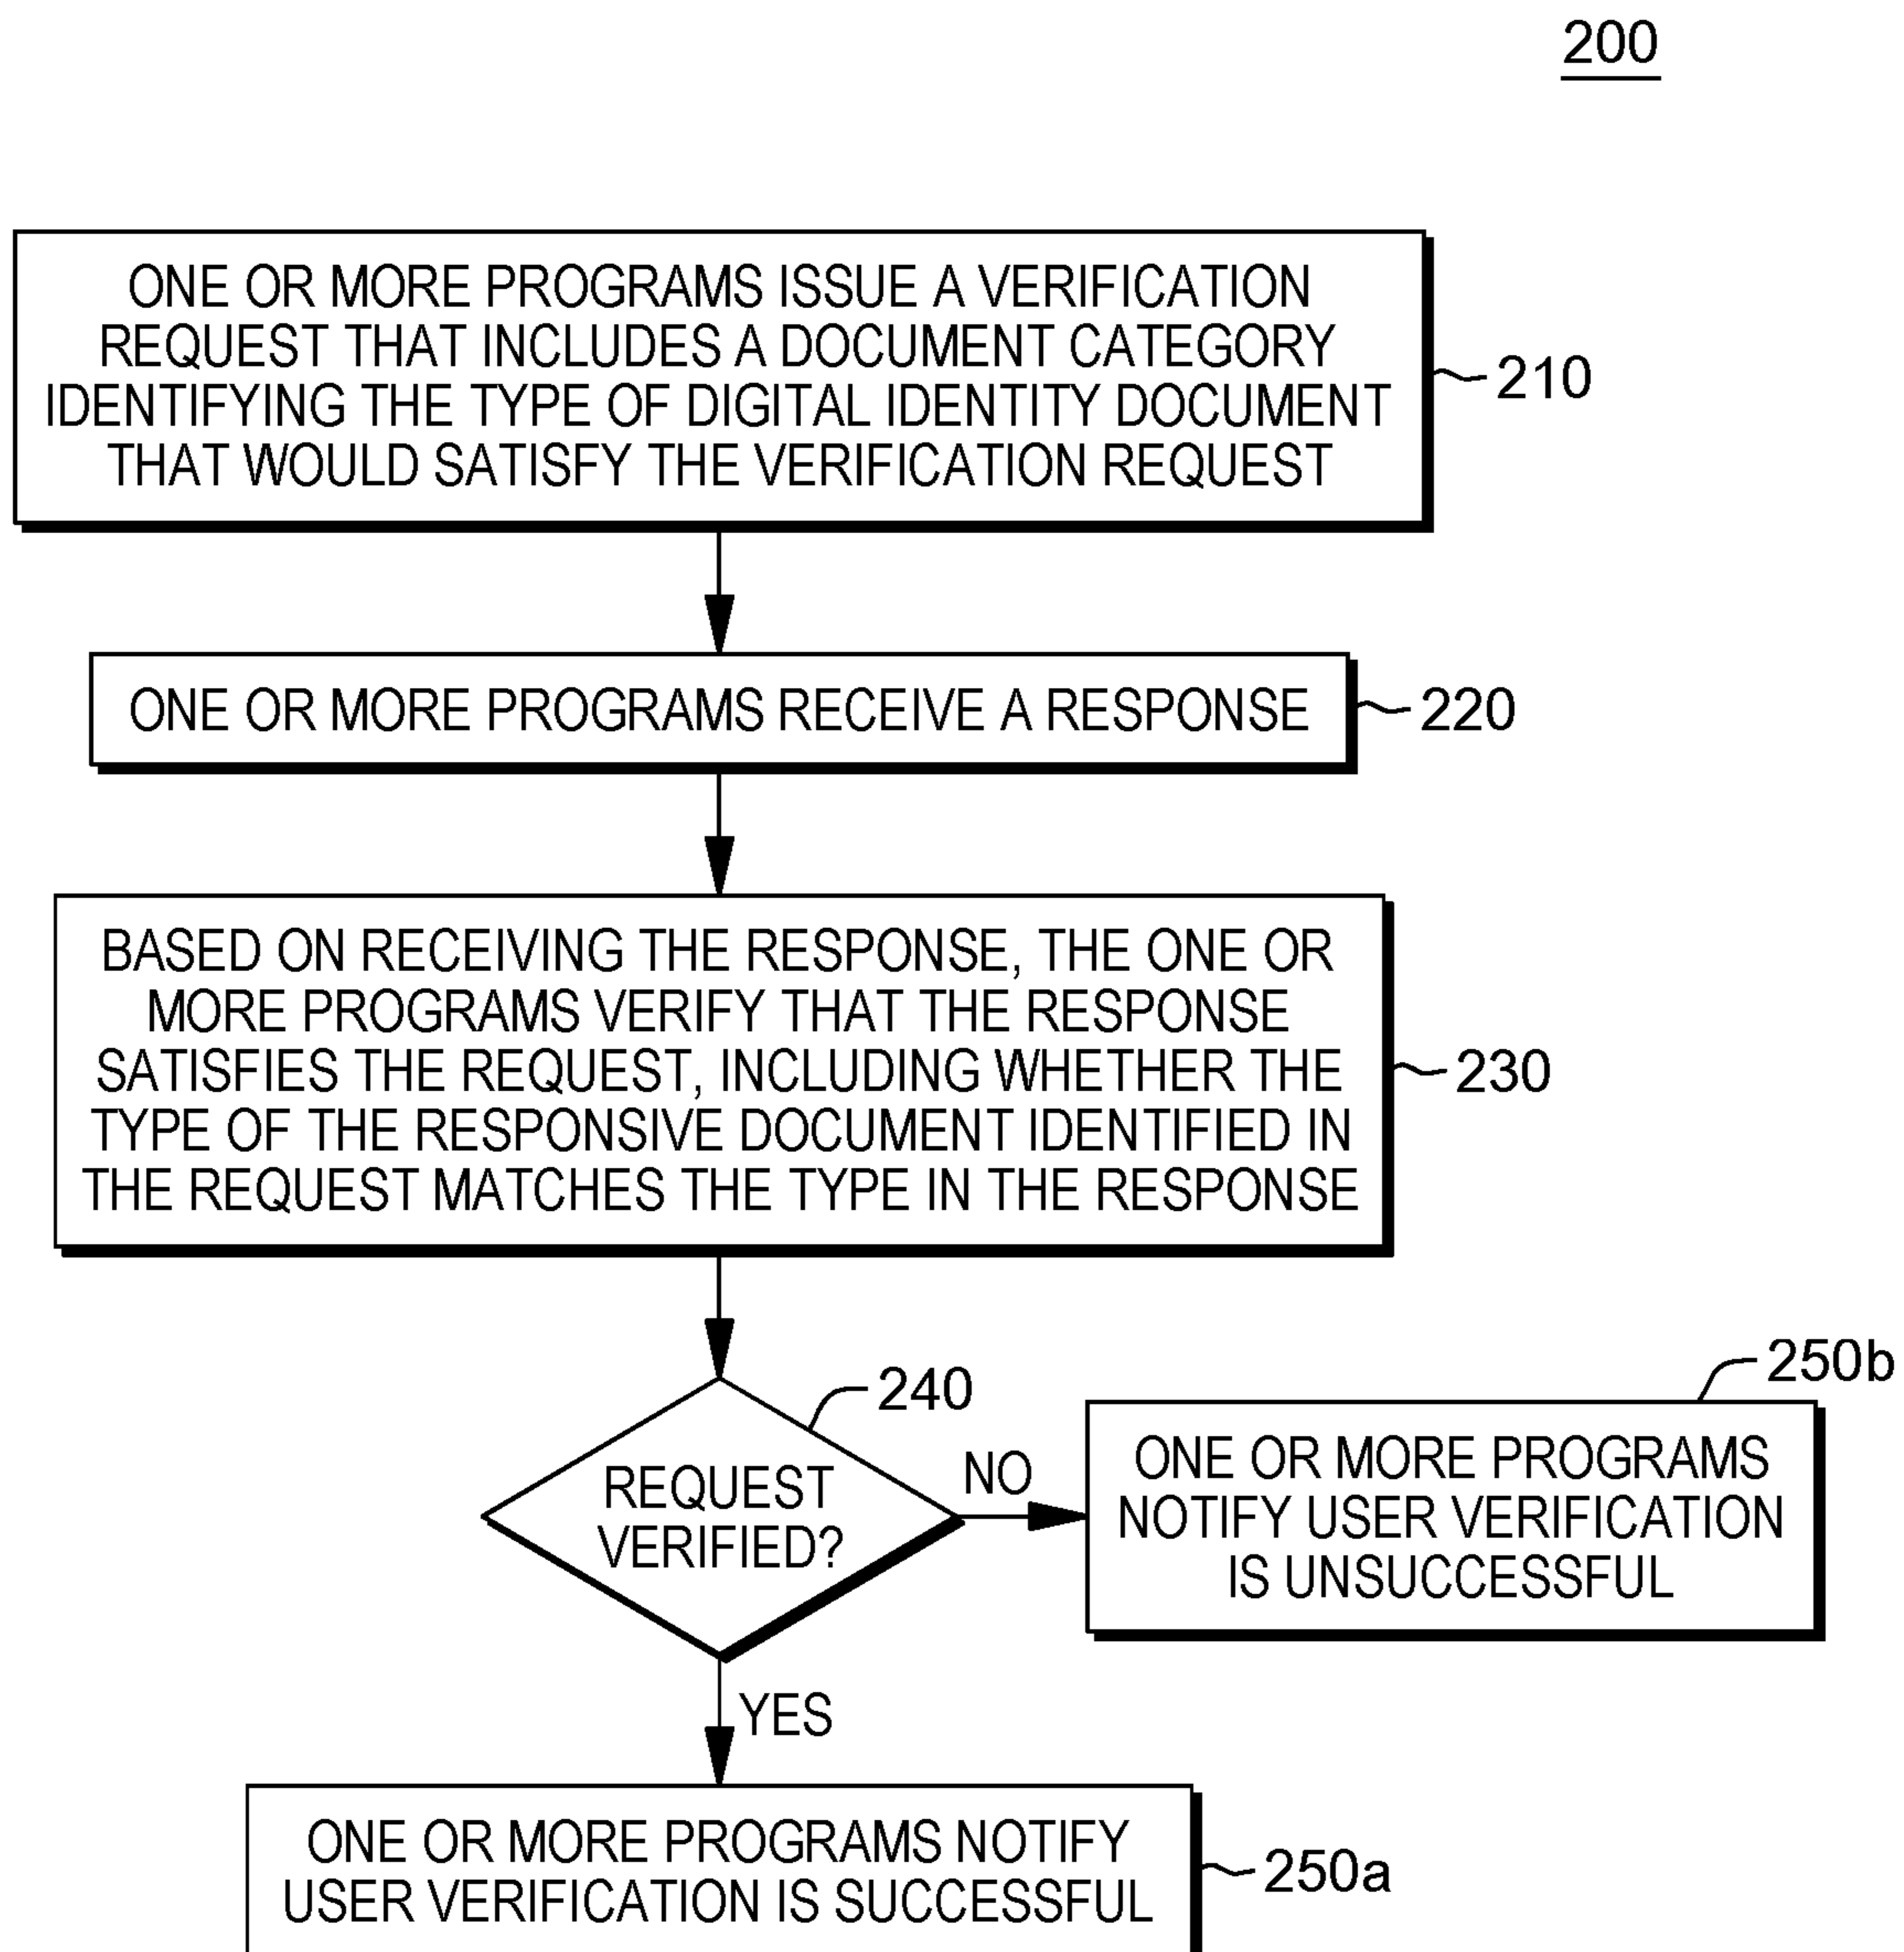 200
ONE OR MORE PROGRAMS ISSUE A VERIFICATION
REQUEST THAT INCLUDES A DOCUMENT CATEGORY
IDENTIFYING THE TYPE OF DIGITAL IDENTITY DOCUMENT
THAT WOULD SATISFY THE VERIFICATION REQUEST
210
ONE OR MORE PROGRAMS RECEIVE A RESPONSE
220
BASED ON RECEIVING THE RESPONSE, THE ONE OR
MORE PROGRAMS VERIFY THAT THE RESPONSE
SATISFIES THE REQUEST, INCLUDING WHETHER THE
TYPE OF THE RESPONSIVE DOCUMENT IDENTIFIED IN
THE REQUEST MATCHES THE TYPE IN THE RESPONSE
230
240
REQUEST
VERIFIED?
NO
250b
ONE OR MORE PROGRAMS
NOTIFY USER VERIFICATION
IS UNSUCCESSFUL
YES
ONE OR MORE PROGRAMS NOTIFY
USER VERIFICATION IS SUCCESSFUL
250a